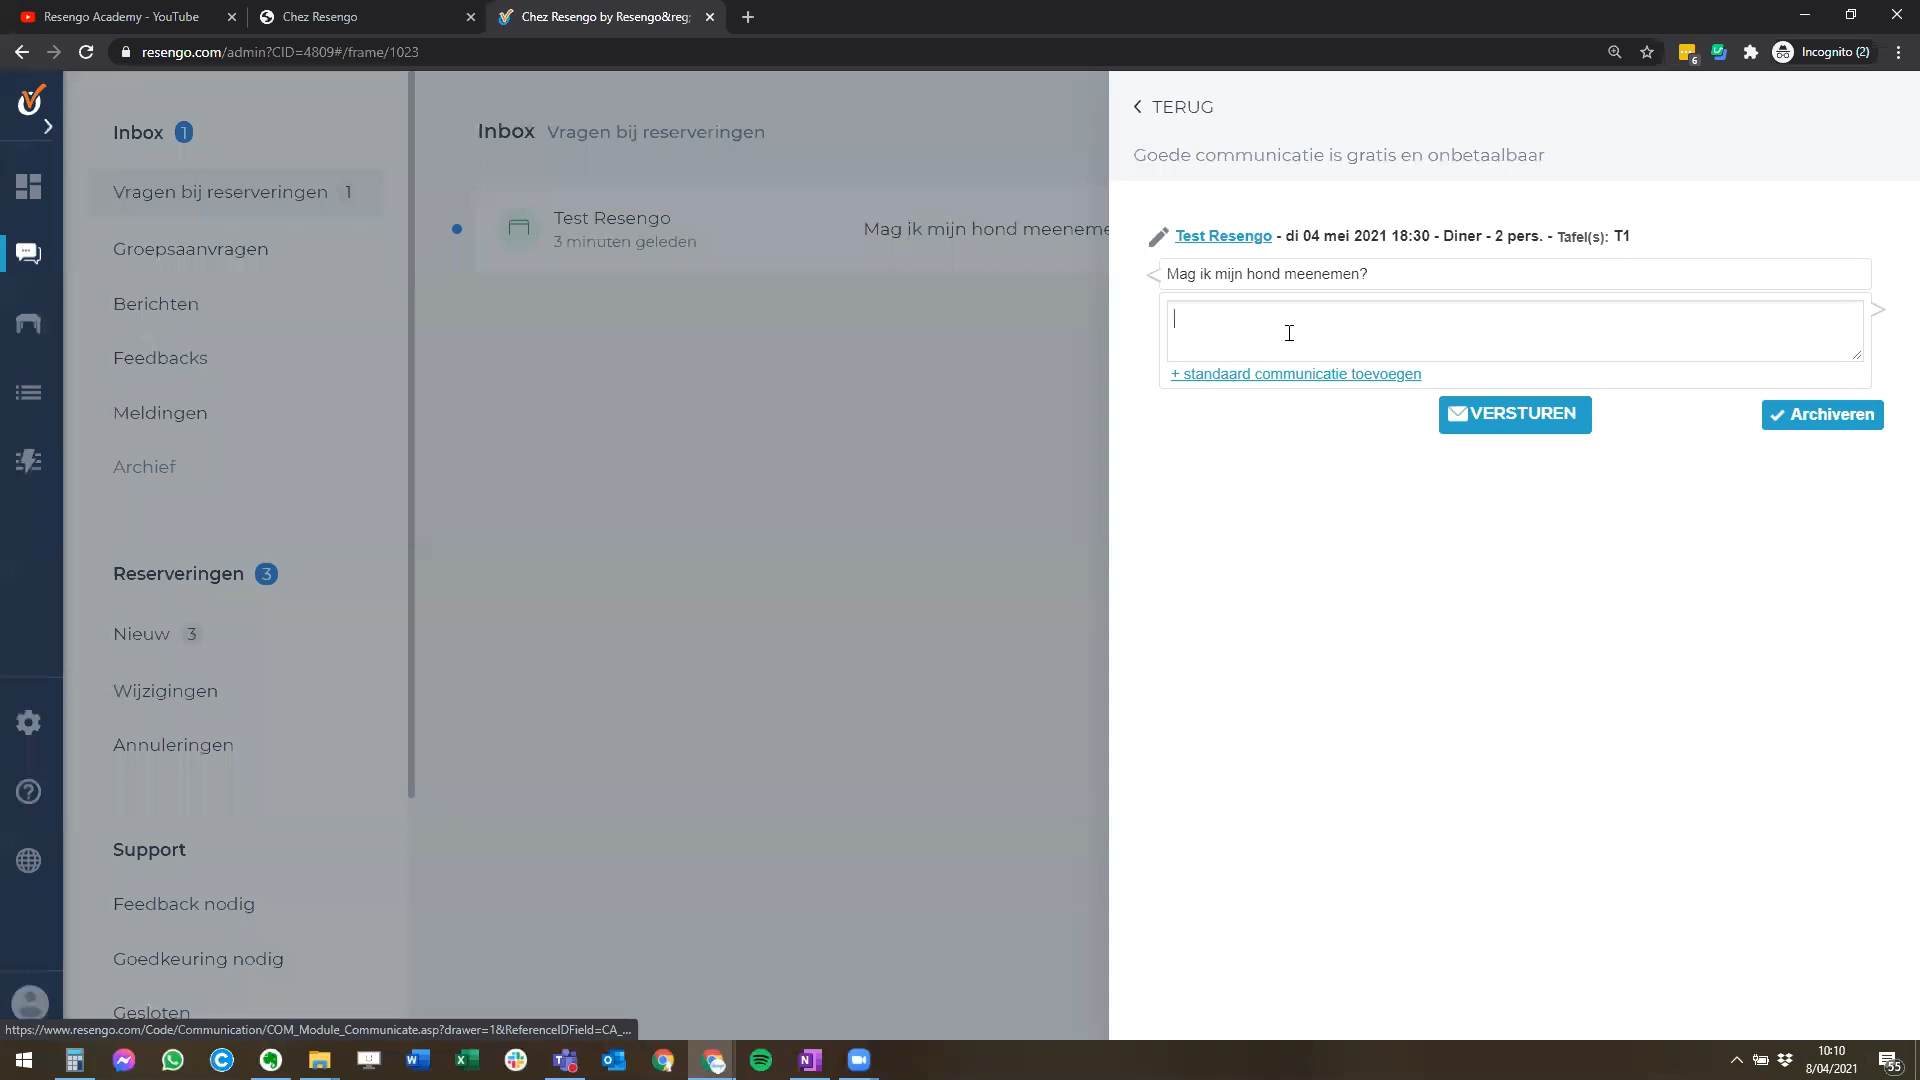 Resengo Academy - YouTube
Chez Resengo
Chez Resengo by Resengo&reg;
resengo.com/admin?CID=4809#/frame/1023
6
Incognito (2)
Inbox 1
Vragen bij reserveringen 1
Groepsaanvragen
Berichten
Feedbacks
Meldingen
Archief
Reserveringen 3
Nieuw 3
Wijzigingen
Annuleringen
Support
Feedback nodig
Goedkeuring nodig
Gesloten
Inbox Vragen bij reserveringen
Test Resengo
3 minuten geleden
Mag ik mijn hond meeneme
TERUG
Goede communicatie is gratis en onbetaalbaar
Test Resengo - di 04 mei 2021 18:30 - Diner - 2 pers. - Tafel(s): T1
Mag ik mijn hond meenemen?
+ standaard communicatie toevoegen
VERSTUREN
Archiveren
https://www.resengo.com/Code/Communication/COM_Module_Communicate.asp?drawer=1&ReferenceIDField=CA_...
10:10
8/04/2021
55